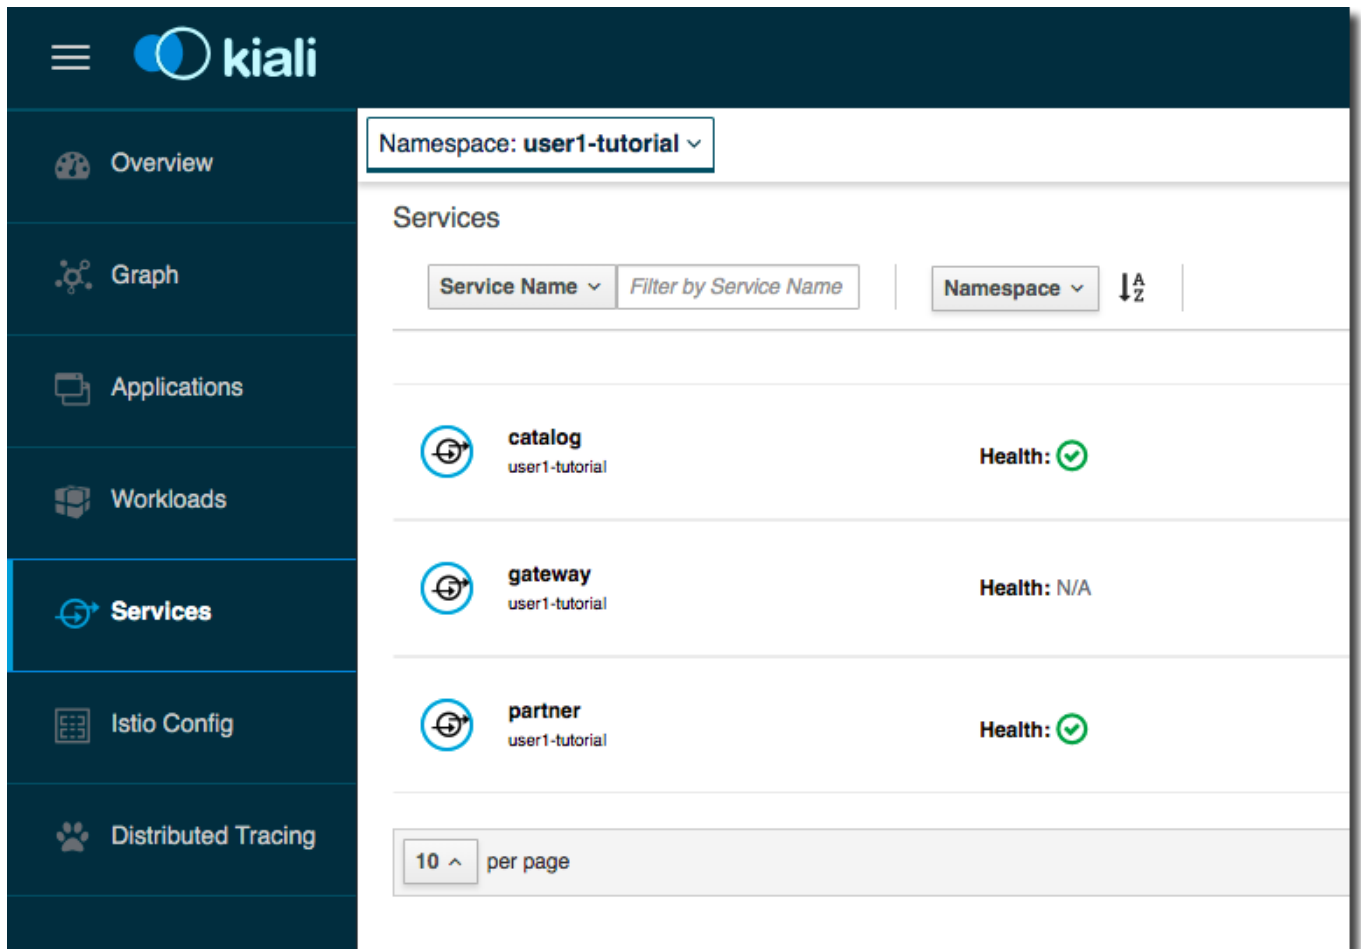 kiali
Overview
Graph
Applications
Workloads
Services
Istio Config
Distributed Tracing
Namespace: user1-tutorial
Services
Service Name Filter by Service Name Namespace A Z
catalog
user1-tutorial
Health:
gateway
user1-tutorial
Health: N/A
partner
user1-tutorial
Health:
10 per page